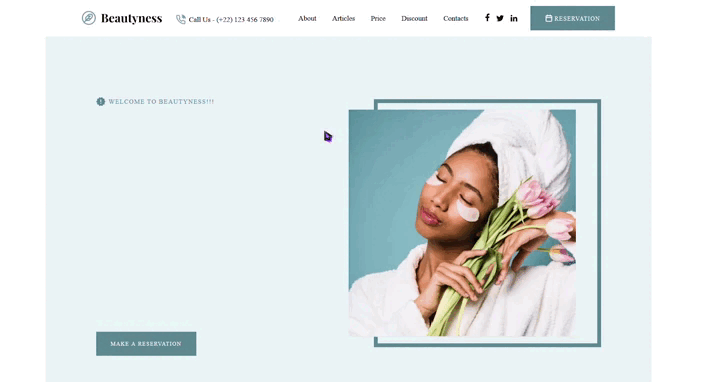 Beautyness
Call Us - (+22) 123 456 7890
About
Articles
Price
Discount
Contacts
RESERVATION
WELCOME TO BEAUTYNESS!!!
MAKE A RESERVATION